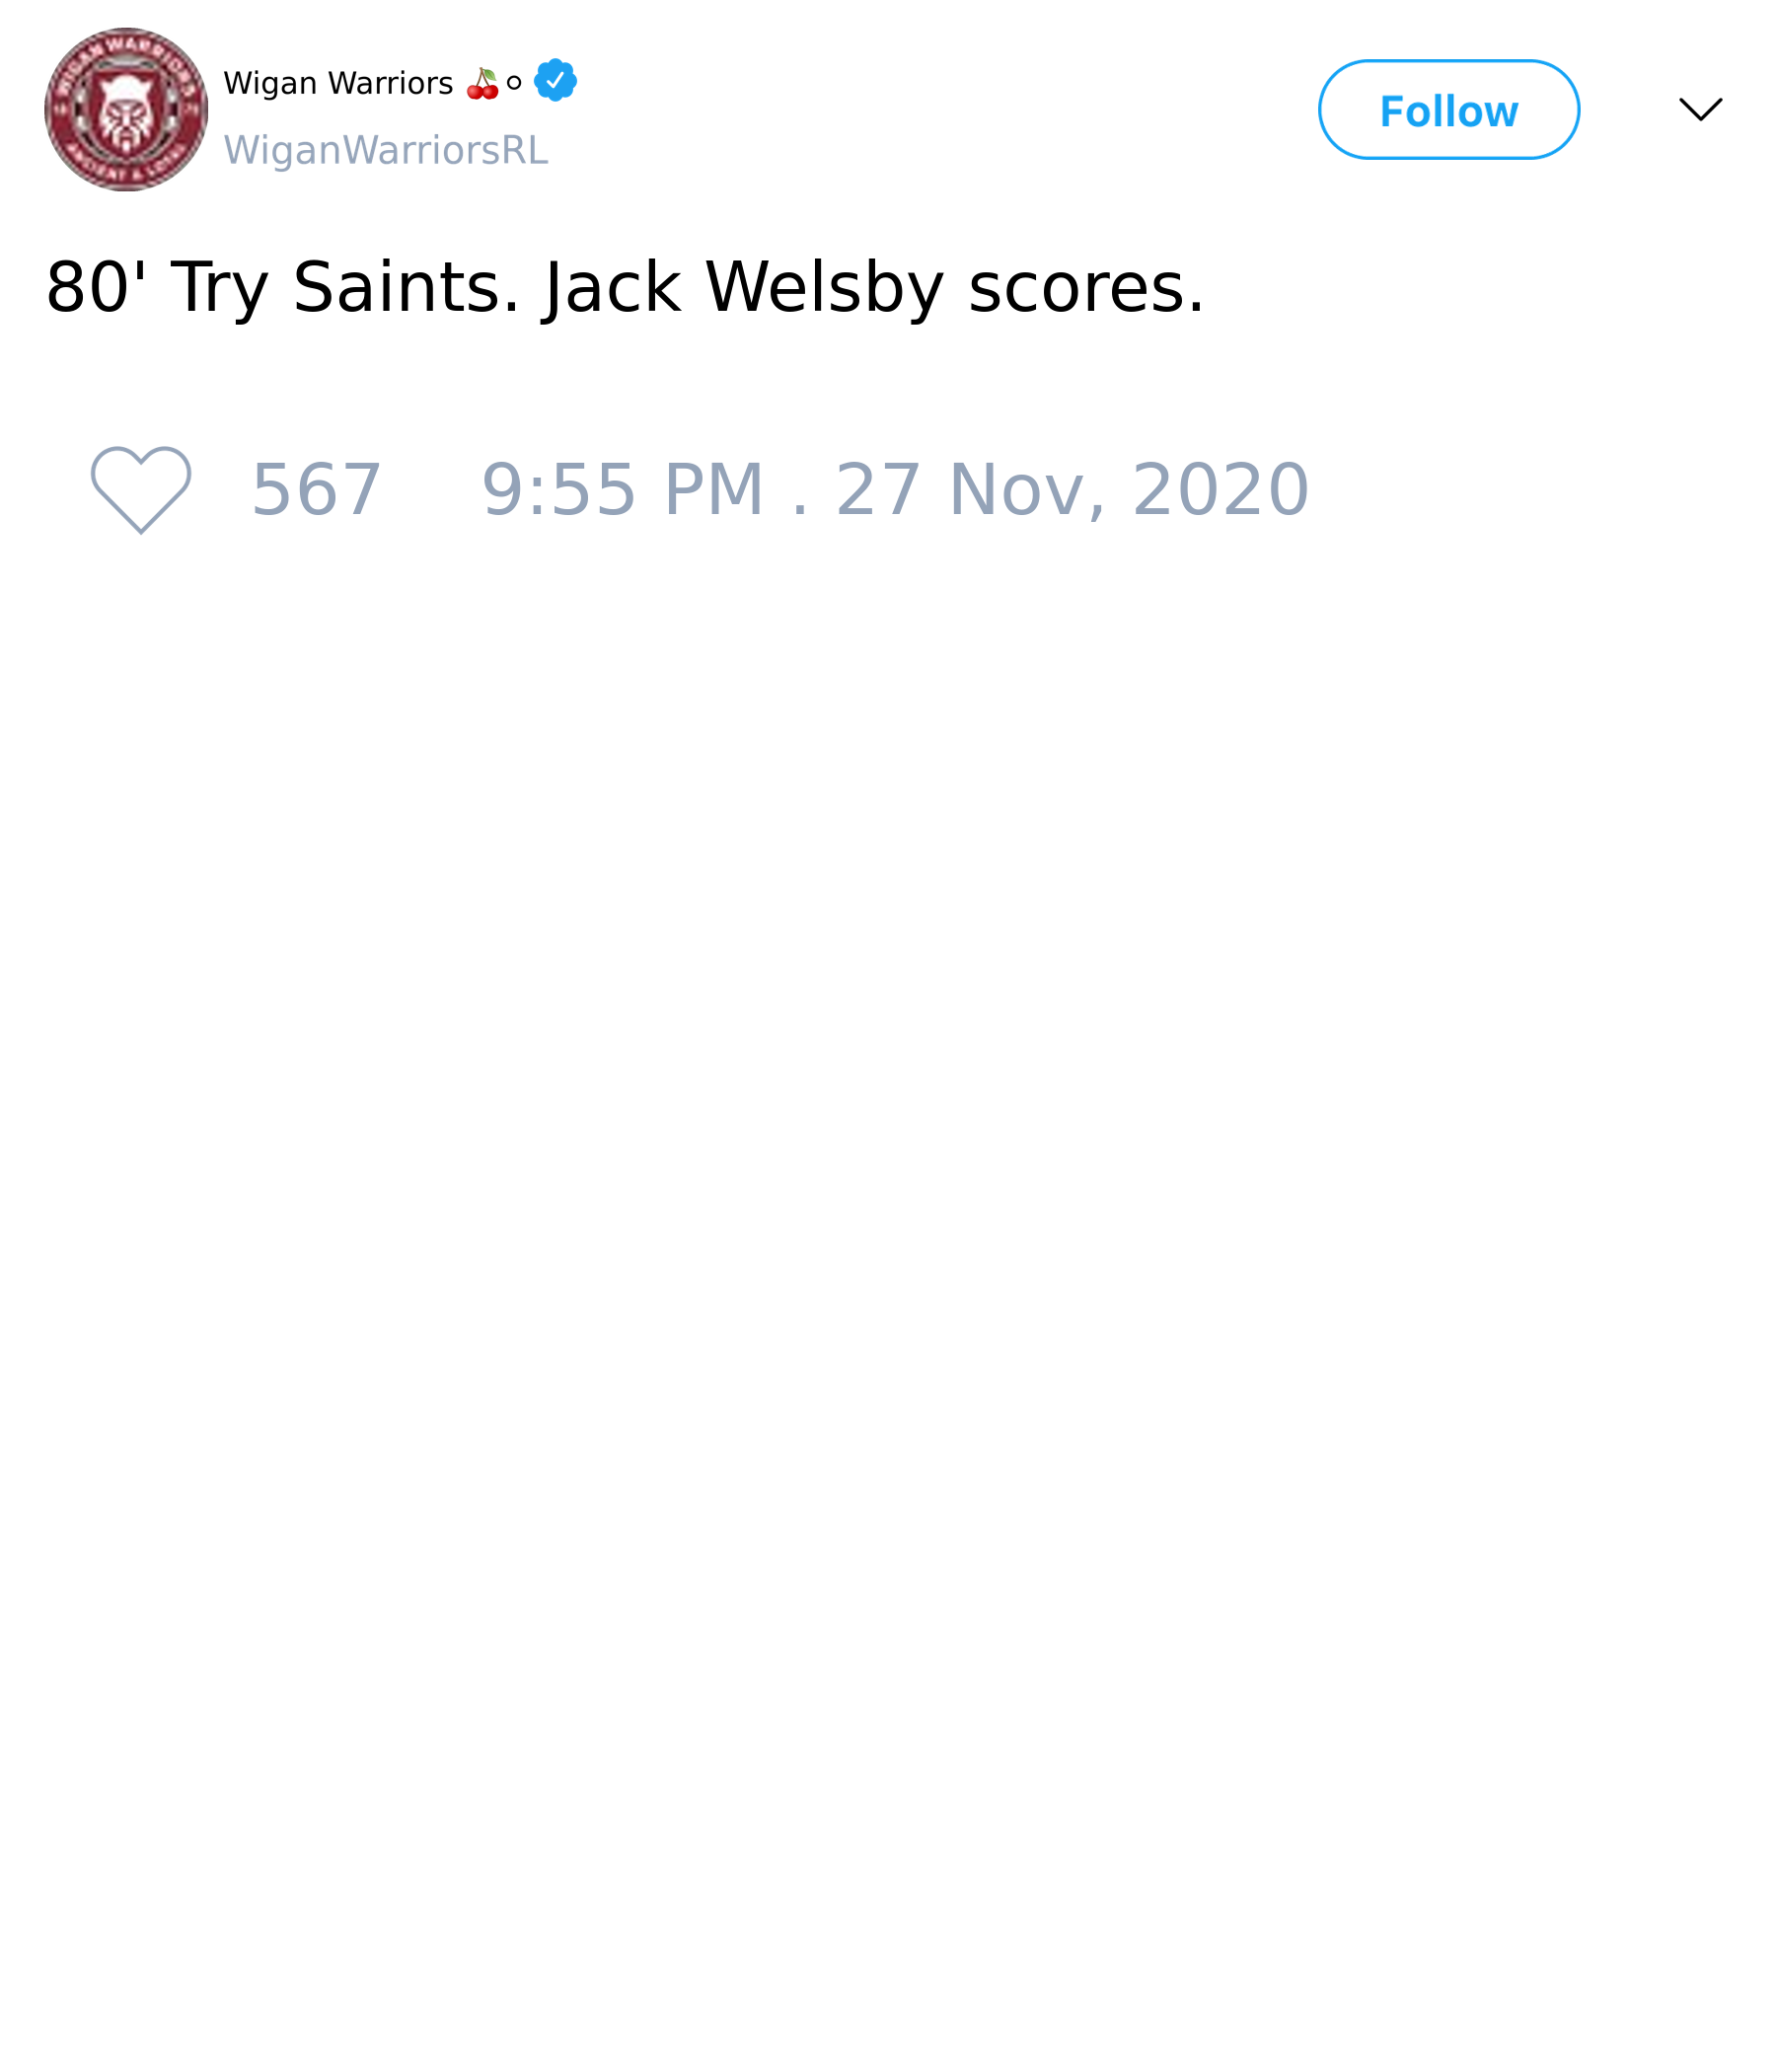 WIGAN WARRIORS
ANCIENT & LOYAL
Wigan Warriors 🍒⚪
WiganWarriorsRL
Follow
80' Try Saints. Jack Welsby scores.
567 9:55 PM . 27 Nov, 2020